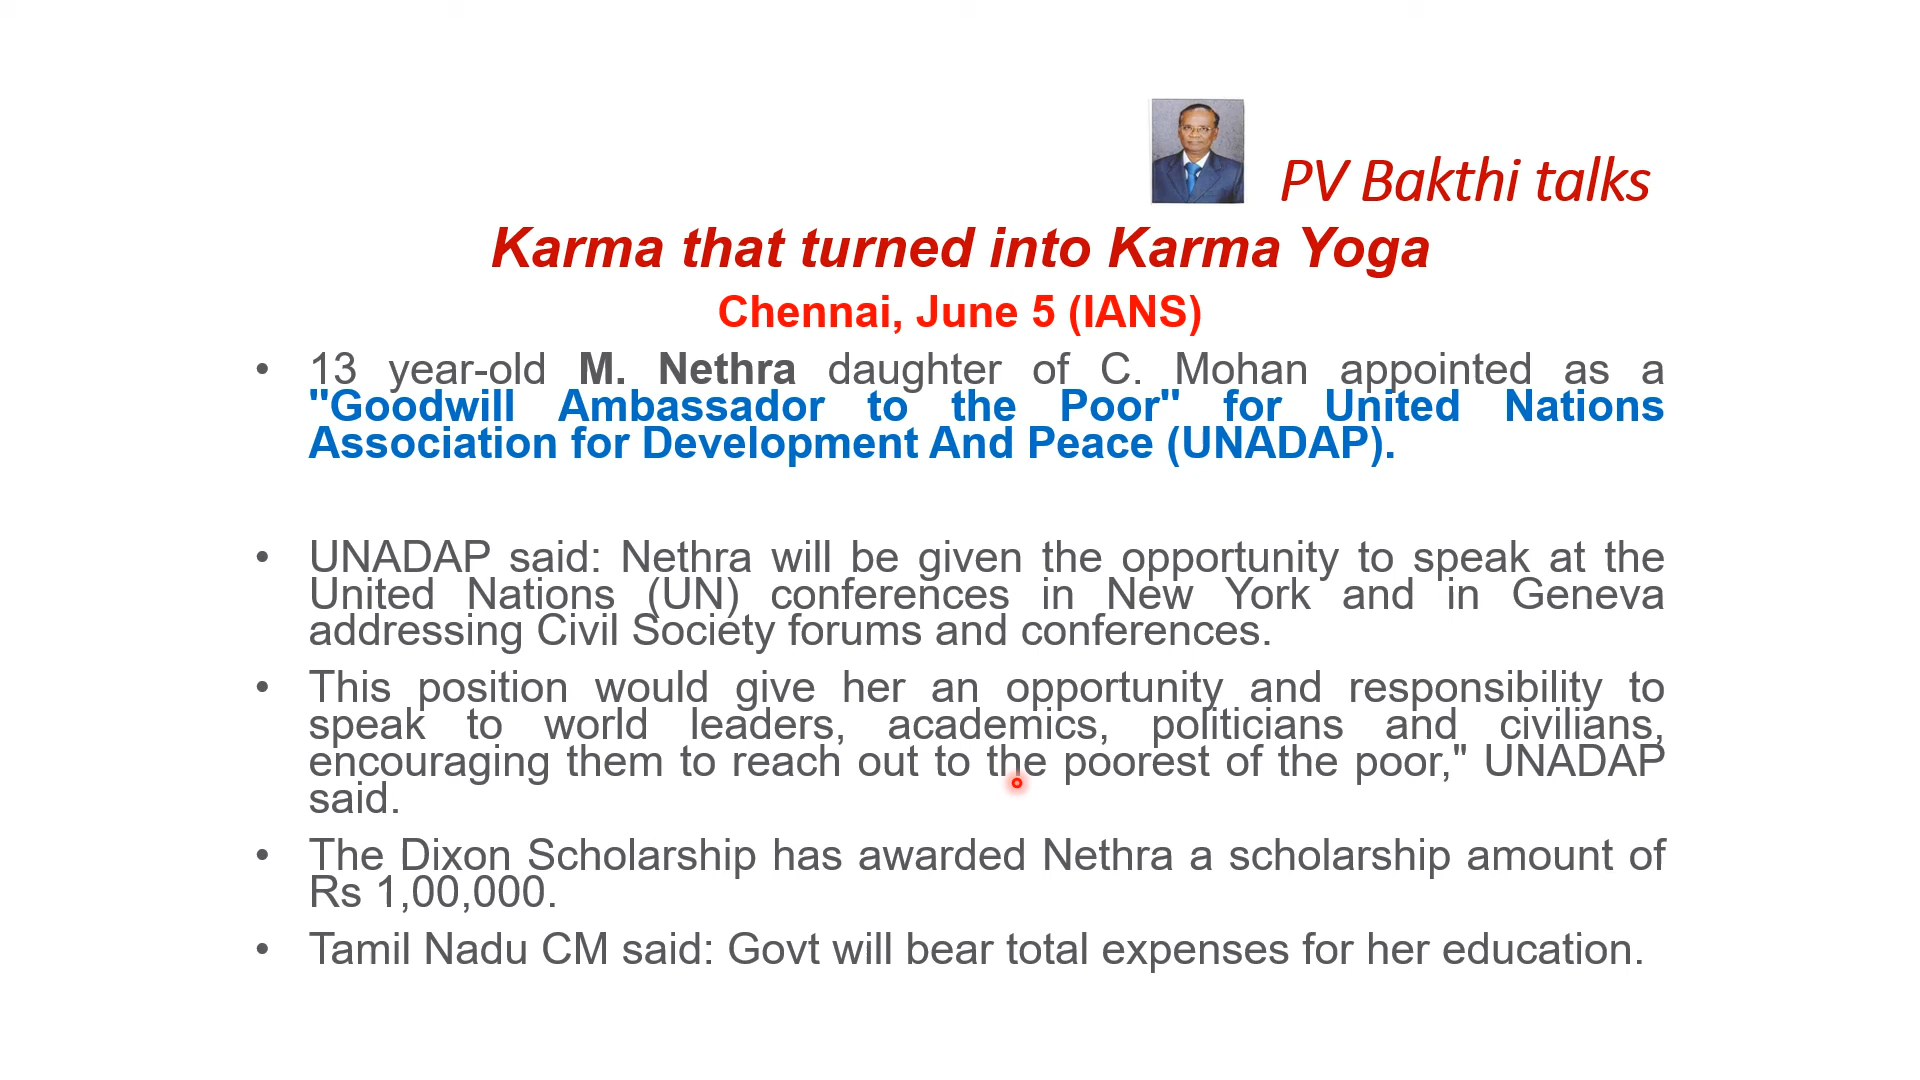 PV Bakthi talks
Karma that turned into Karma Yoga
Chennai, June 5 (IANS)
• 13 year-old M. Nethra daughter of C. Mohan appointed as a
"Goodwill Ambassador to the Poor" for United Nations
Association for Development And Peace (UNADAP).
• UNADAP said: Nethra will be given the opportunity to speak at the
United Nations (UN) conferences in New York and in Geneva
addressing Civil Society forums and conferences.
• This position would give her an opportunity and responsibility to
speak to world leaders, academics, politicians and civilians,
encouraging them to reach out to the poorest of the poor," UNADAP
said.
• The Dixon Scholarship has awarded Nethra a scholarship amount of
Rs 1,00,000.
• Tamil Nadu CM said: Govt will bear total expenses for her education.